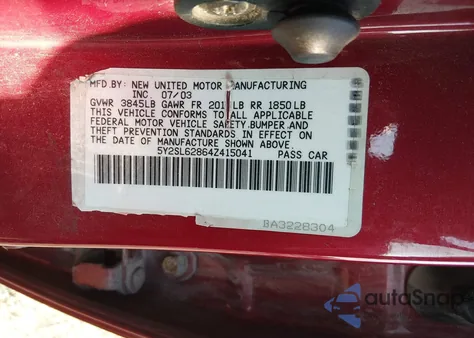 MFD.BY: NEW UNITED MOTOR MANUFACTURING
INC. 07/03
GVWR 3845LB GAWR FR 201 LB RR 1850LB
THIS VEHICLE CONFORMS TO ALL APPLICABLE
FEDERAL MOTOR VEHICLE SAFETY,BUMPER,AND
THEFT PREVENTION STANDARDS IN EFFECT ON
THE DATE OF MANUFACTURE SHOWN ABOVE.
5Y2SL62864Z415041 PASS CAR
BA3228304
autoSnap